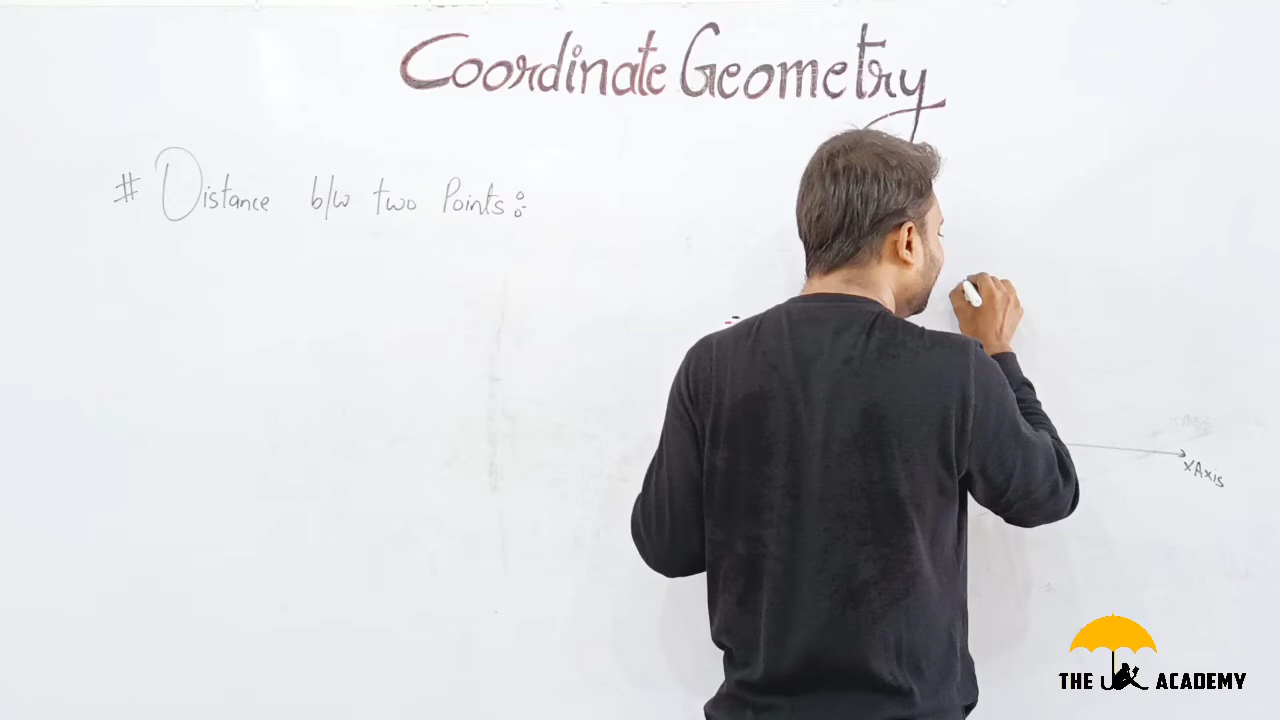 Coordinate Geometry
# Distance b/w two Points:
x Axis
THE ACADEMY